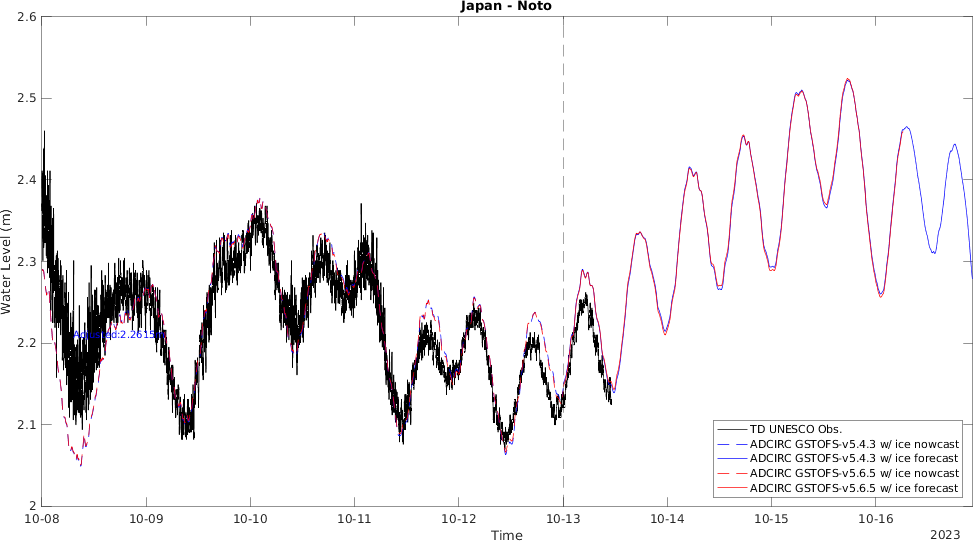 Japan - Noto
Water Level (m)
2.6
2.5
2.4
2.3
2.2
2.1
2
10-08
10-09
10-10
10-11
10-12
10-13
10-14
10-15
10-16
Time
2023
TD UNESCO Obs.
ADCIRC GSTOFS-v5.4.3 w/ ice nowcast
ADCIRC GSTOFS-v5.4.3 w/ ice forecast
ADCIRC GSTOFS-v5.6.5 w/ ice nowcast
ADCIRC GSTOFS-v5.6.5 w/ ice forecast